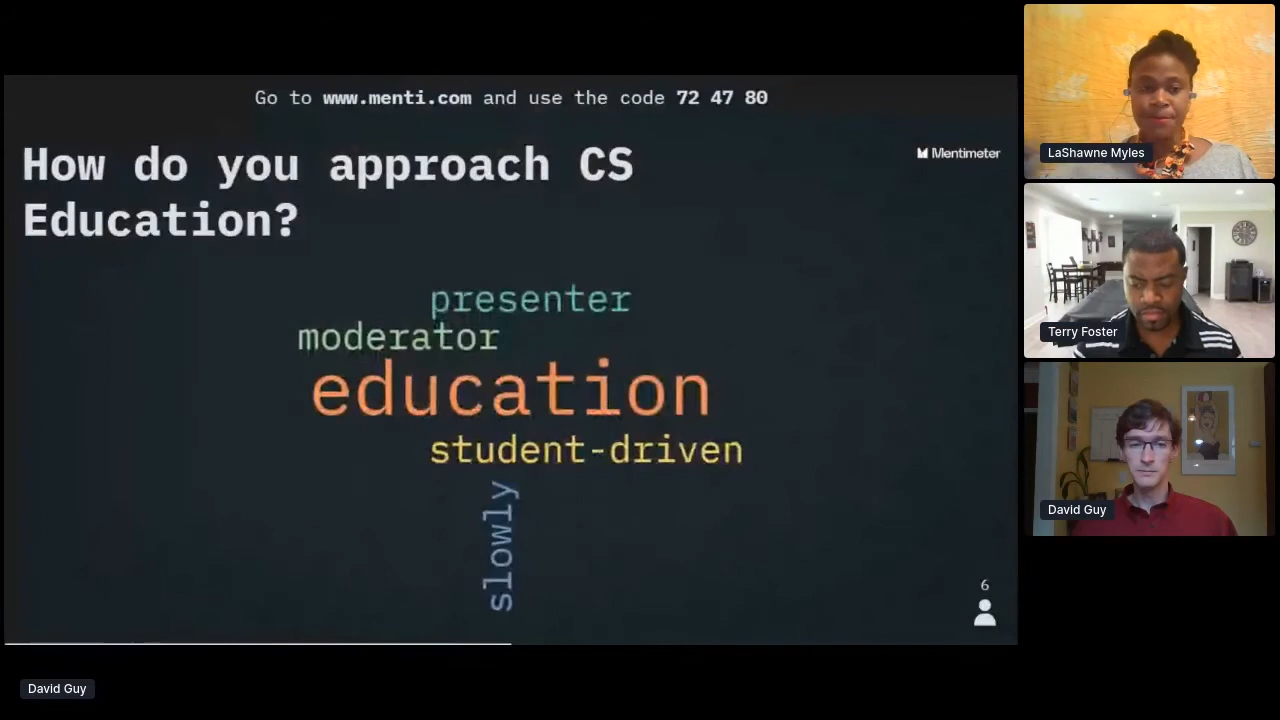 Go to www.menti.com and use the code 72 47 80
How do you approach CS
Education?
Mentimeter
presenter
moderator
education
student-driven
slowly
6
LaShawne Myles
Terry Foster
David Guy
David Guy